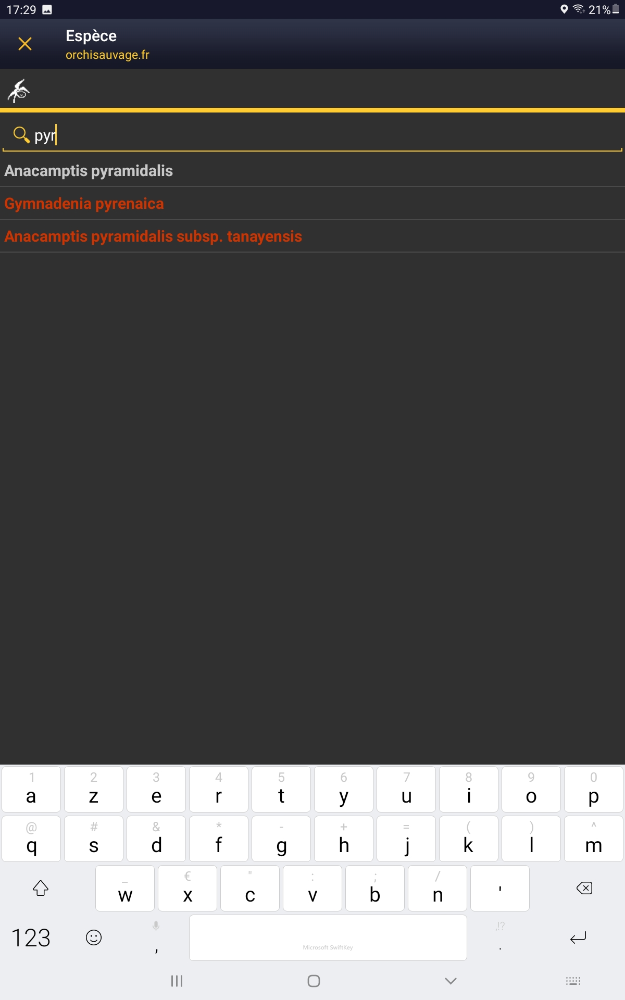 17:29 21%
Espèce
orchisauvage.fr
pyr
Anacamptis pyramidalis
Gymnadenia pyrenaica
Anacamptis pyramidalis subsp. tanayensis
1 2 3 4 5 6 7 8 9 0
a z e r t y u i o p
@ # & * - + = ( ) ^
q s d f g h j k l m
_ € " : ; /
w x c v b n '
,!?
123 , Microsoft SwiftKey .